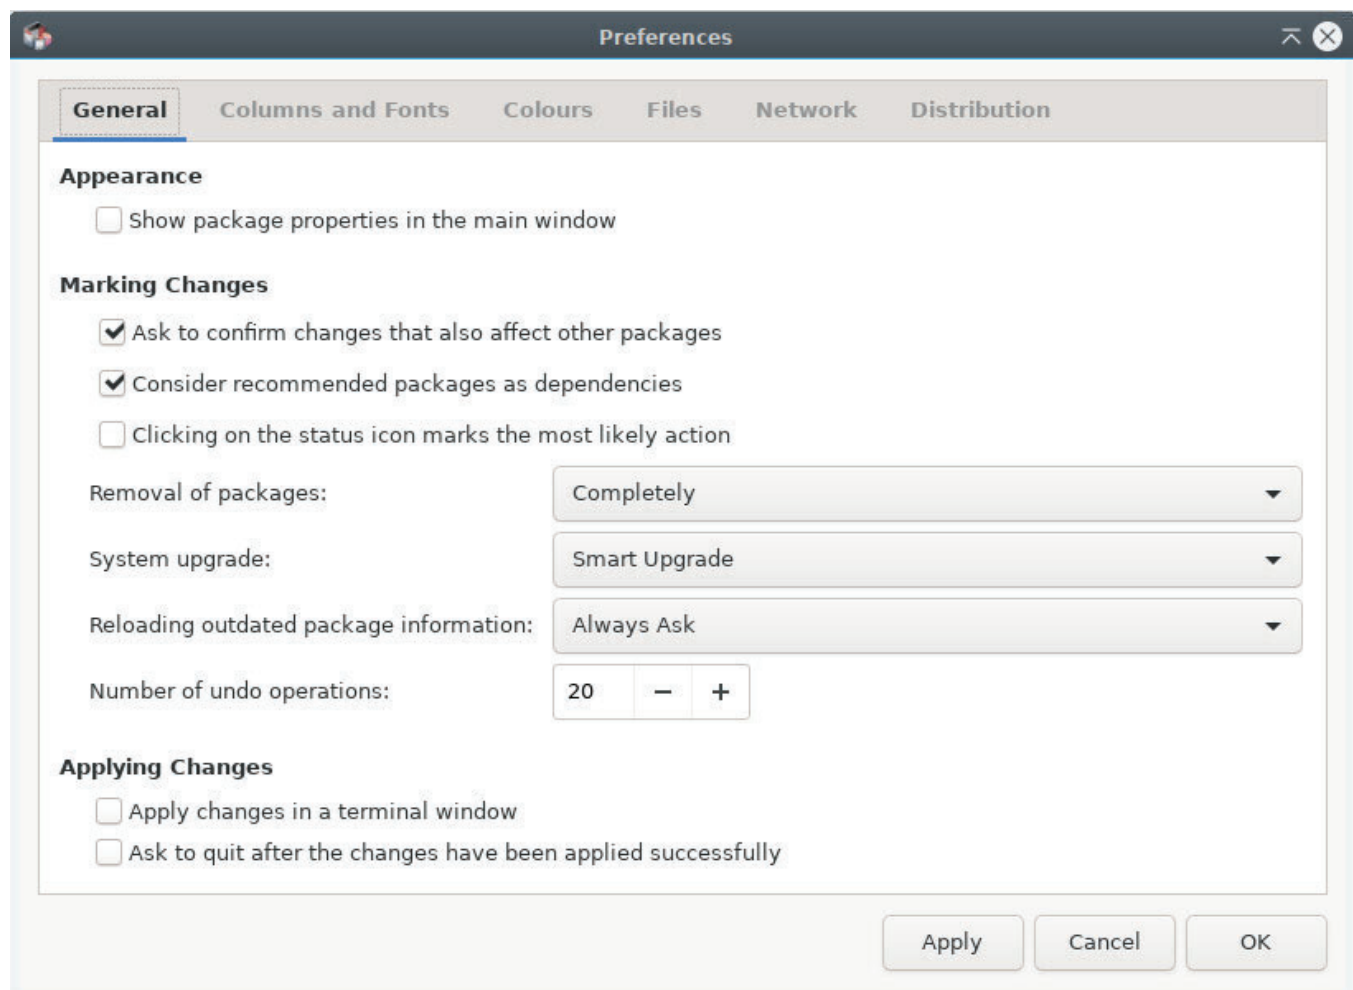 Preferences
General Columns and Fonts Colours Files Network Distribution
Appearance
Show package properties in the main window
Marking Changes
Ask to confirm changes that also affect other packages
Consider recommended packages as dependencies
Clicking on the status icon marks the most likely action
Removal of packages: Completely
System upgrade: Smart Upgrade
Reloading outdated package information: Always Ask
Number of undo operations: 20 − +
Applying Changes
Apply changes in a terminal window
Ask to quit after the changes have been applied successfully
Apply Cancel OK